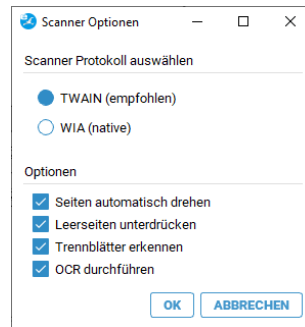 Scanner Optionen
Scanner Protokoll auswählen
TWAIN (empfohlen)
WIA (native)
Optionen
Seiten automatisch drehen
Leerseiten unterdrücken
Trennblätter erkennen
OCR durchführen
OK ABBRECHEN